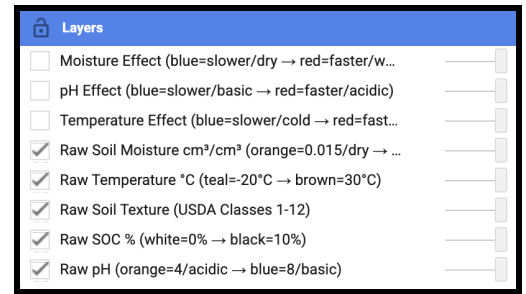 Layers
Moisture Effect (blue=slower/dry → red=faster/w...
pH Effect (blue=slower/basic → red=faster/acidic)
Temperature Effect (blue=slower/cold → red=fast...
Raw Soil Moisture cm³/cm³ (orange=0.015/dry → ...
Raw Temperature °C (teal=-20°C → brown=30°C)
Raw Soil Texture (USDA Classes 1-12)
Raw SOC % (white=0% → black=10%)
Raw pH (orange=4/acidic → blue=8/basic)